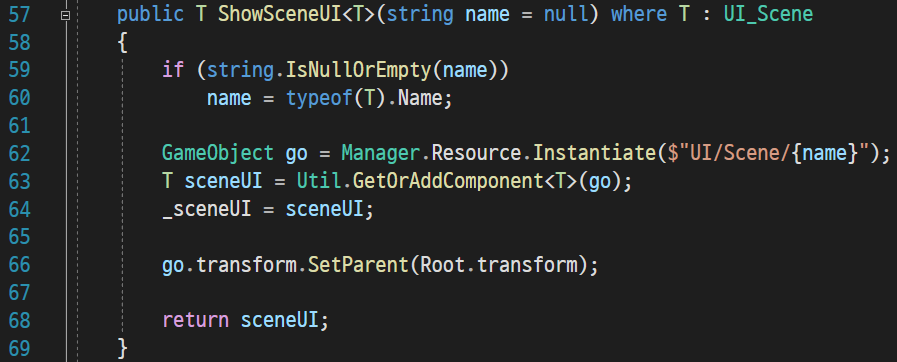 57 public T ShowSceneUI<T>(string name = null) where T : UI_Scene
58 {
59 if (string.IsNullOrEmpty(name))
60 name = typeof(T).Name;
61
62 GameObject go = Manager.Resource.Instantiate($"UI/Scene/{name}");
63 T sceneUI = Util.GetOrAddComponent<T>(go);
64 _sceneUI = sceneUI;
65
66 go.transform.SetParent(Root.transform);
67
68 return sceneUI;
69 }